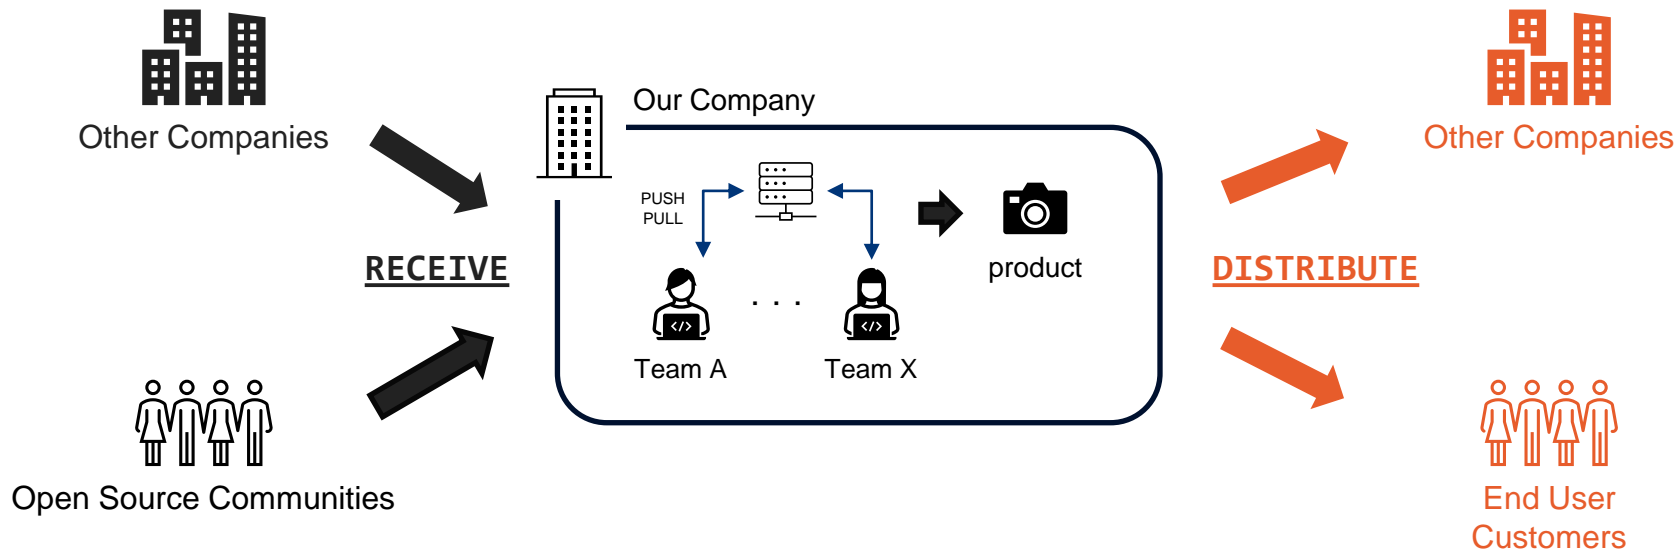 Other Companies
RECEIVE
Open Source Communities
Our Company
PUSH
PULL
. . .
</>
</>
Team A
Team X
product
DISTRIBUTE
Other Companies
End User
Customers